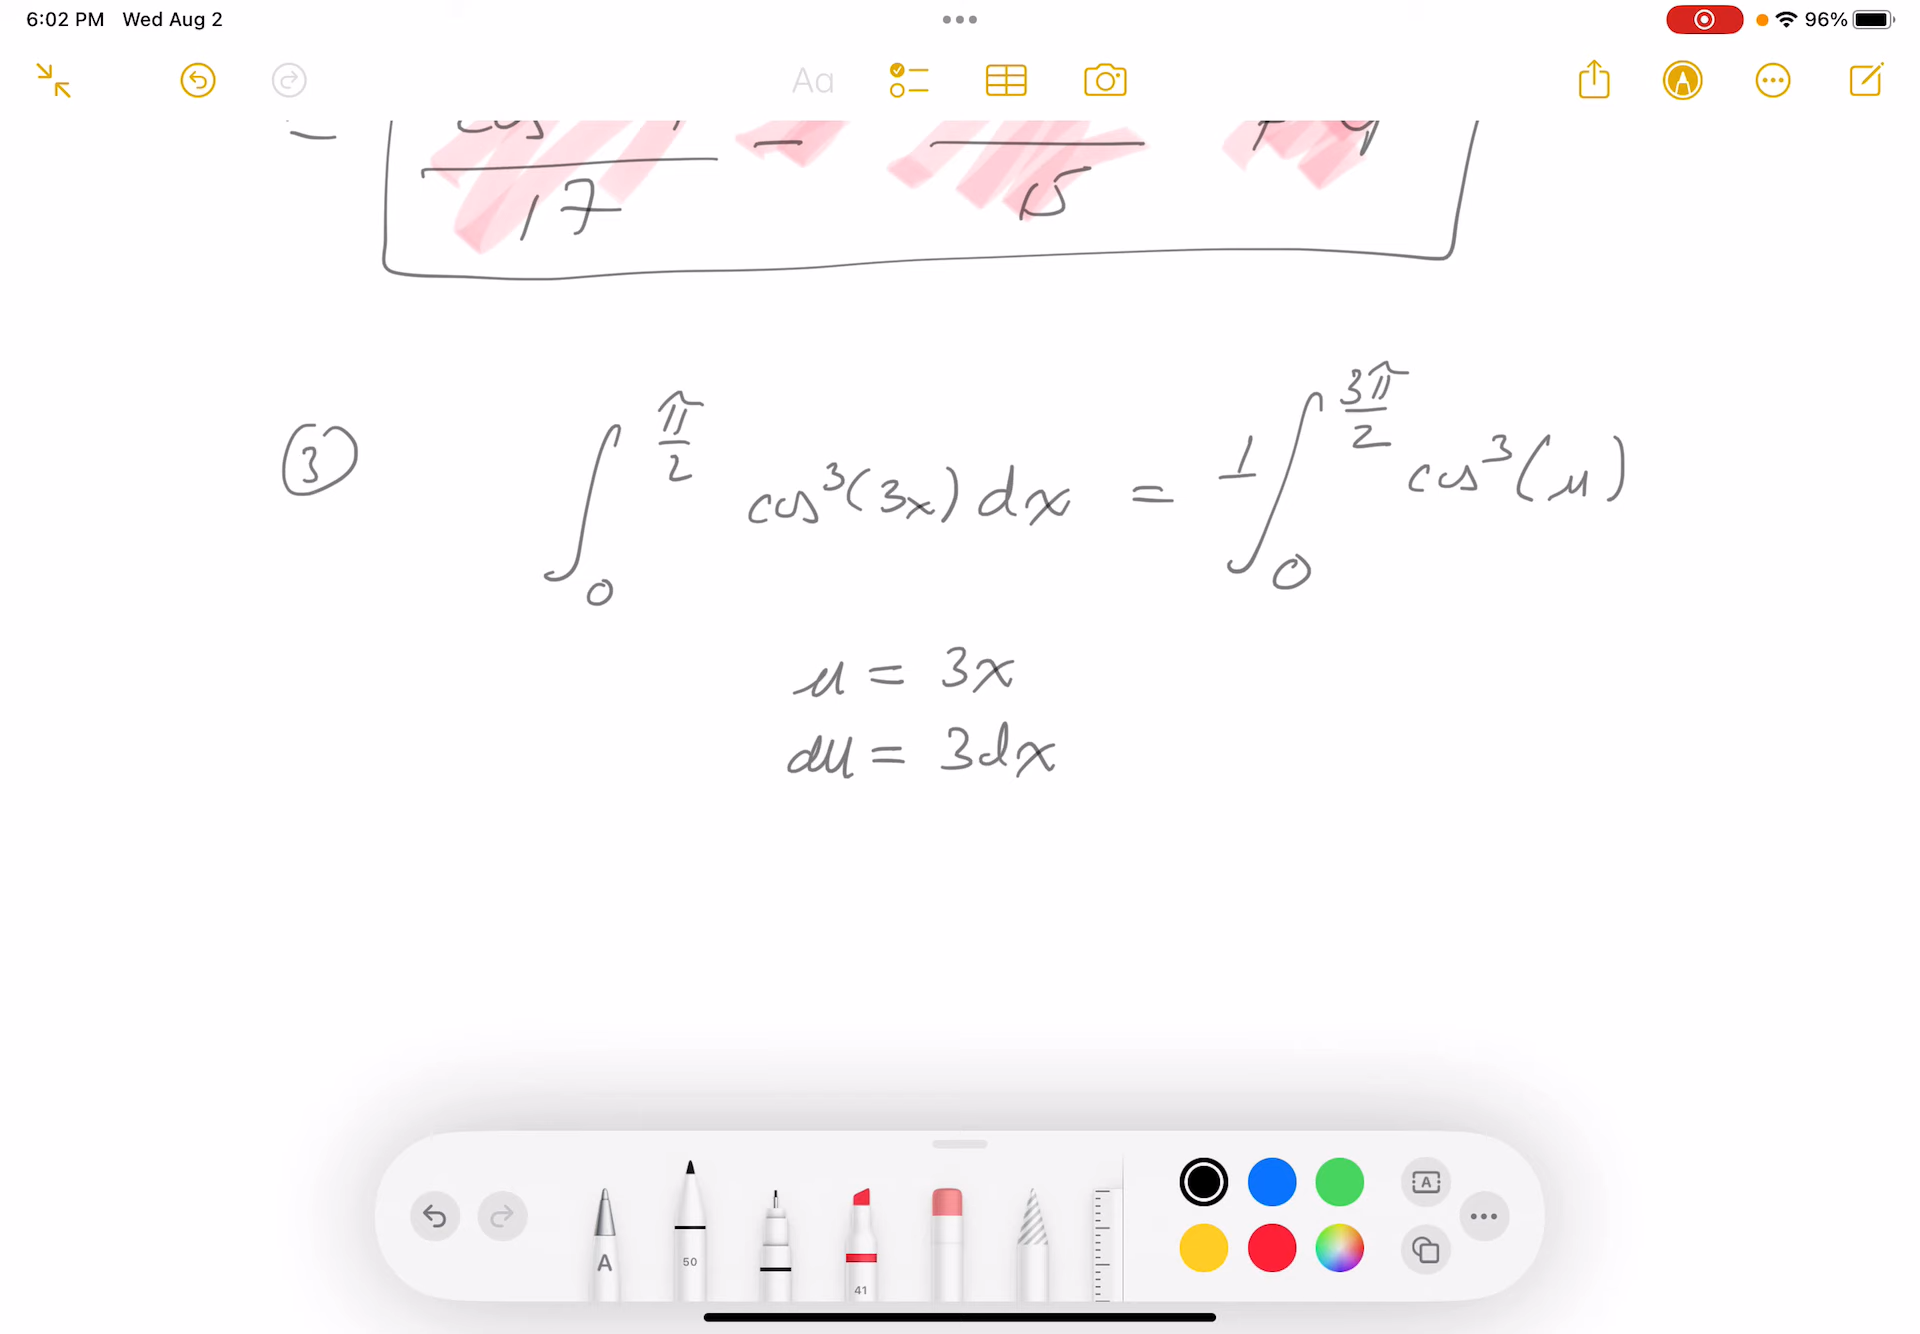 6:02 PM Wed Aug 2 96%
Aa
17 15
③ ∫₀^(π/2) cos³(3x) dx = 1/ ∫₀^(3π/2) cos³(u)
u = 3x
du = 3dx
A 50 41 A